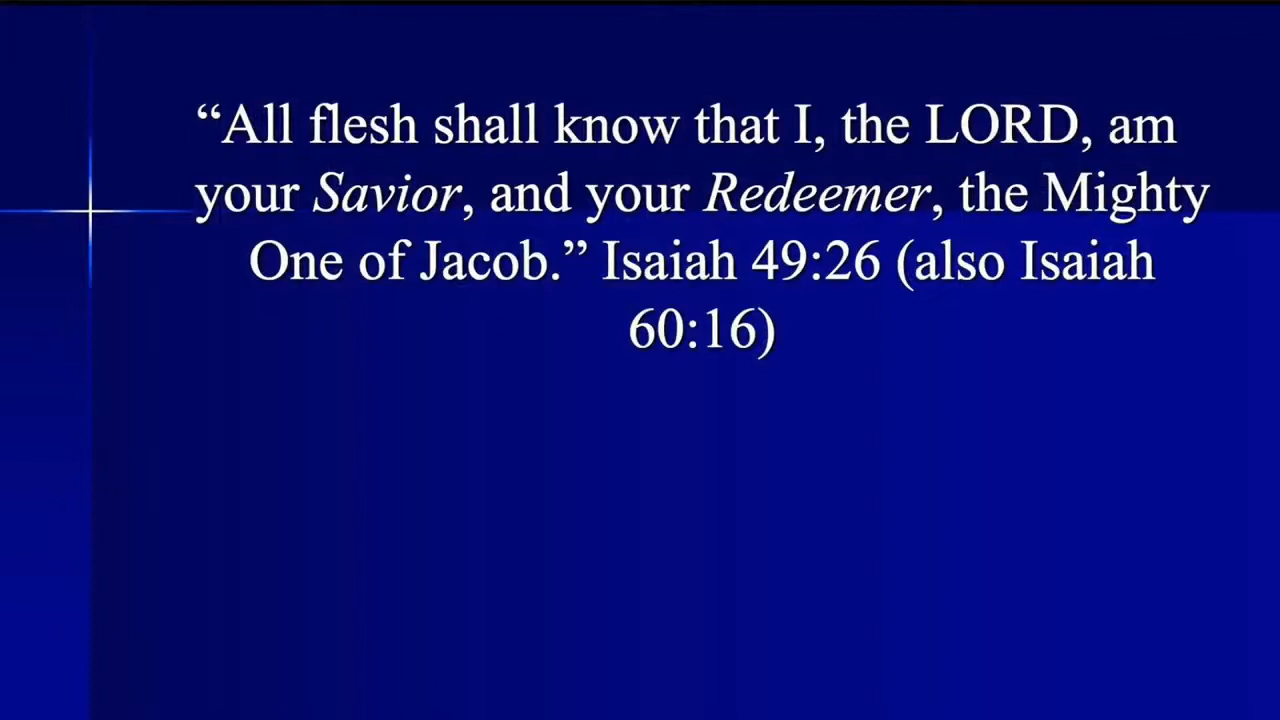 “All flesh shall know that I, the LORD, am
your Savior, and your Redeemer, the Mighty
One of Jacob.” Isaiah 49:26 (also Isaiah
60:16)